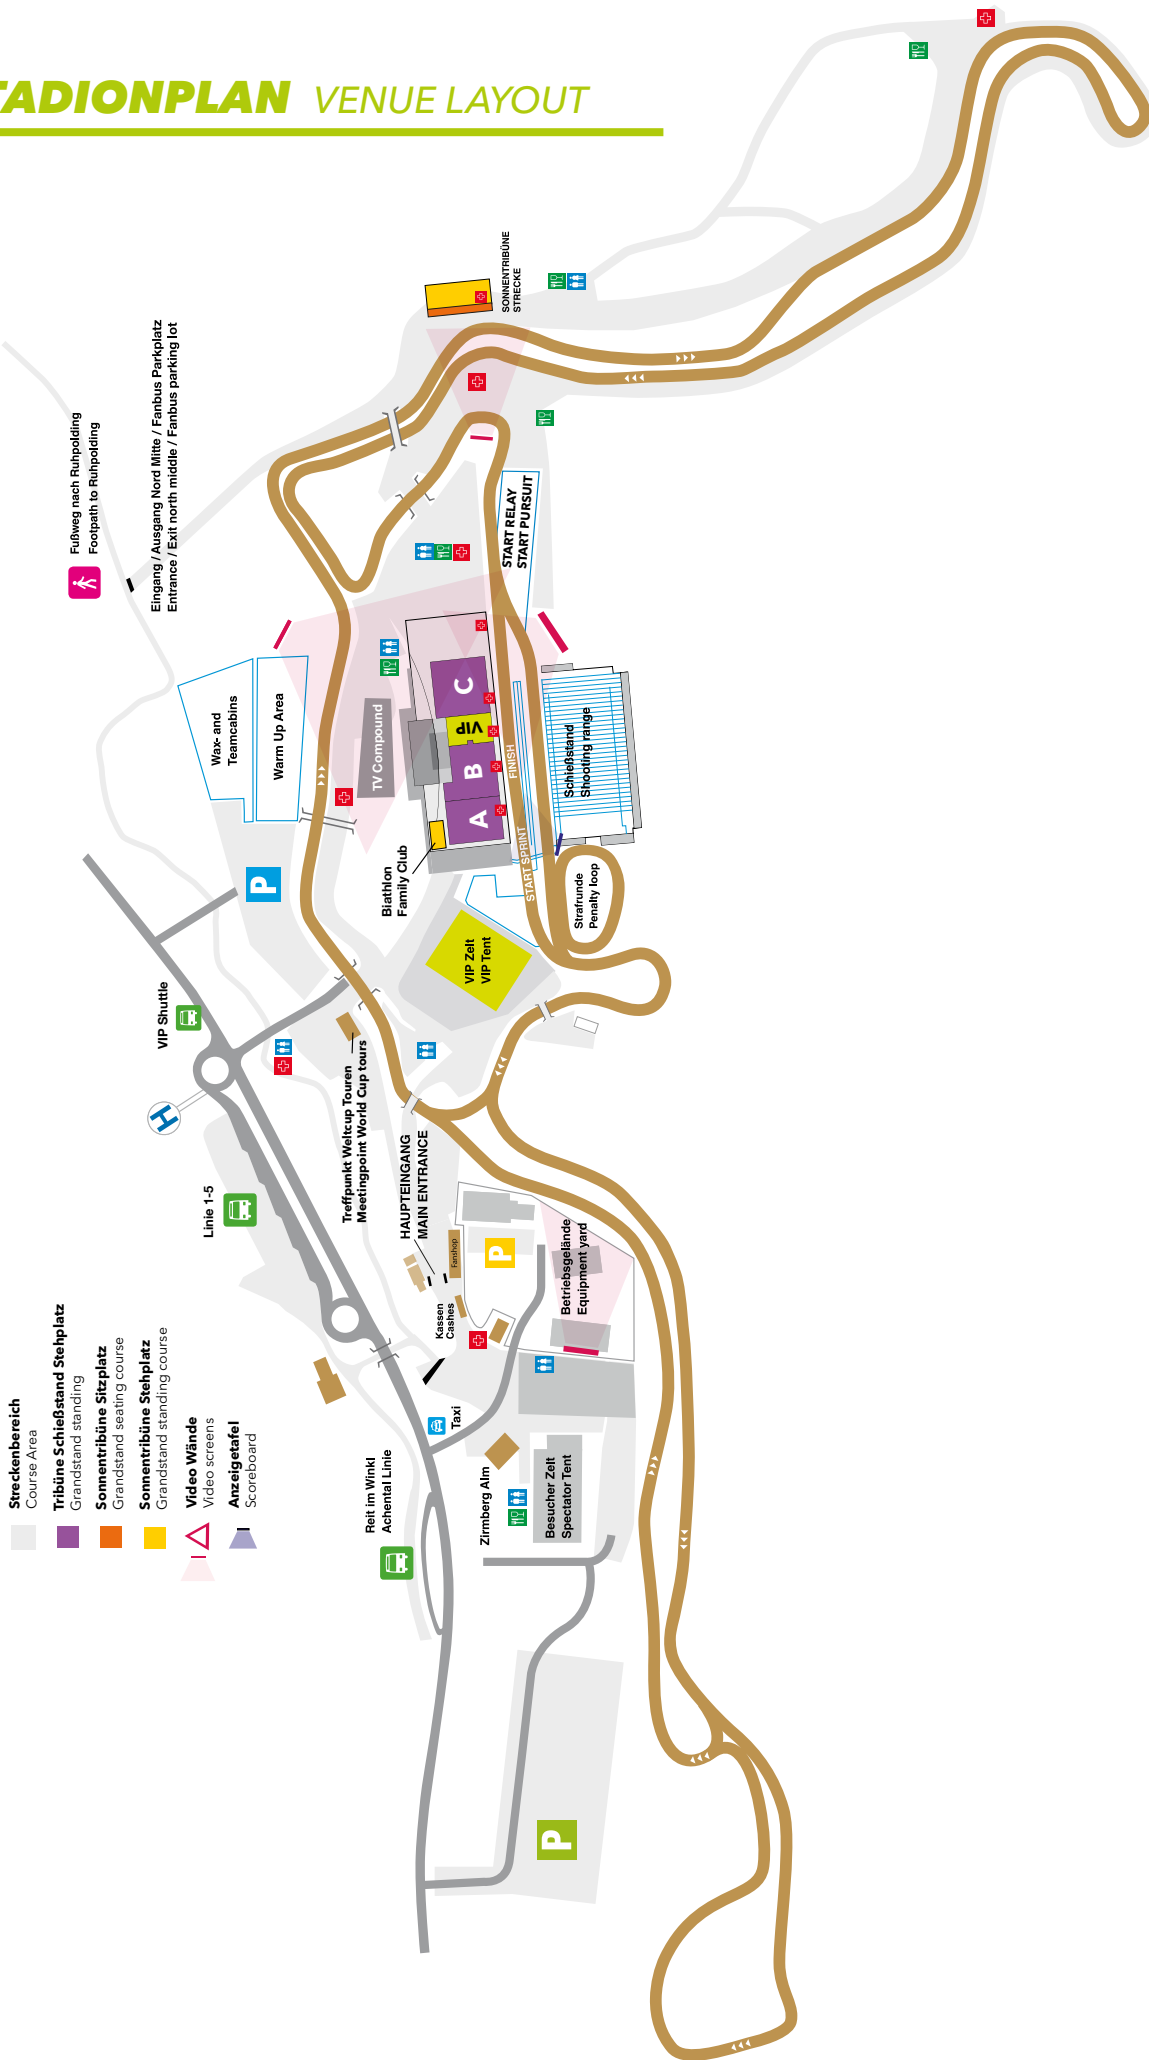 TADIONPLAN VENUE LAYOUT
SONNENTRIBÜNE
STRECKE
Fußweg nach Ruhpolding
Footpath to Ruhpolding
Eingang / Ausgang Nord Mitte / Fanbus Parkplatz
Entrance / Exit north middle / Fanbus parking lot
START RELAY
START PURSUIT
Wax- and
Teamcabins
Warm Up Area
TV Compound
C
VIP
B
A
FINISH
START SPRINT
Schießstand
Shooting range
Biathlon
Family Club
Strafrunde
Penalty loop
P
VIP Zelt
VIP Tent
VIP Shuttle
H
Linie 1-5
Treffpunkt Weltcup Touren
Meetingpoint World Cup tours
HAUPTEINGANG
MAIN ENTRANCE
Fanshop
P
Kassen
Cashes
Betriebsgelände
Equipment yard
Taxi
Reit im Winkl
Achental Linie
Zirmberg Alm
Besucher Zelt
Spectator Tent
P
Streckenbereich
Course Area
Tribüne Schießstand Stehplatz
Grandstand standing
Sonnentribüne Sitzplatz
Grandstand seating course
Sonnentribüne Stehplatz
Grandstand standing course
Video Wände
Video screens
Anzeigetafel
Scoreboard